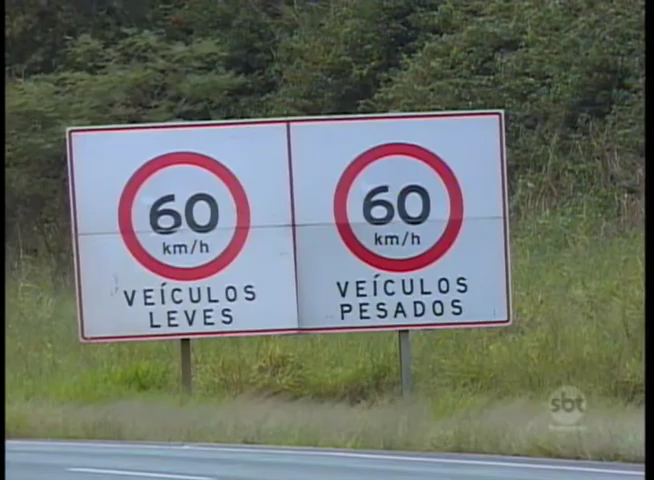 60
km/h
VEÍCULOS
LEVES
60
km/h
VEÍCULOS
PESADOS
sbt